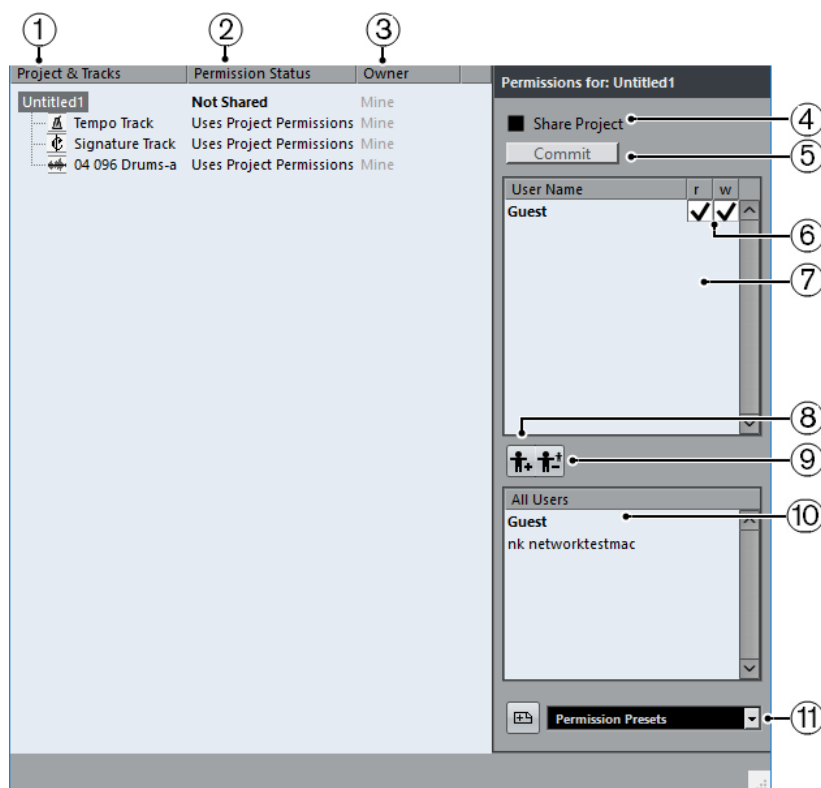 1 2 3
Project & Tracks Permission Status Owner
Untitled1 Not Shared Mine
Tempo Track Uses Project Permissions Mine
Signature Track Uses Project Permissions Mine
04 096 Drums-a Uses Project Permissions Mine
Permissions for: Untitled1
Share Project 4
Commit 5
User Name r w
Guest
6
7
8
9
All Users
Guest 10
nk networktestmac
Permission Presets 11